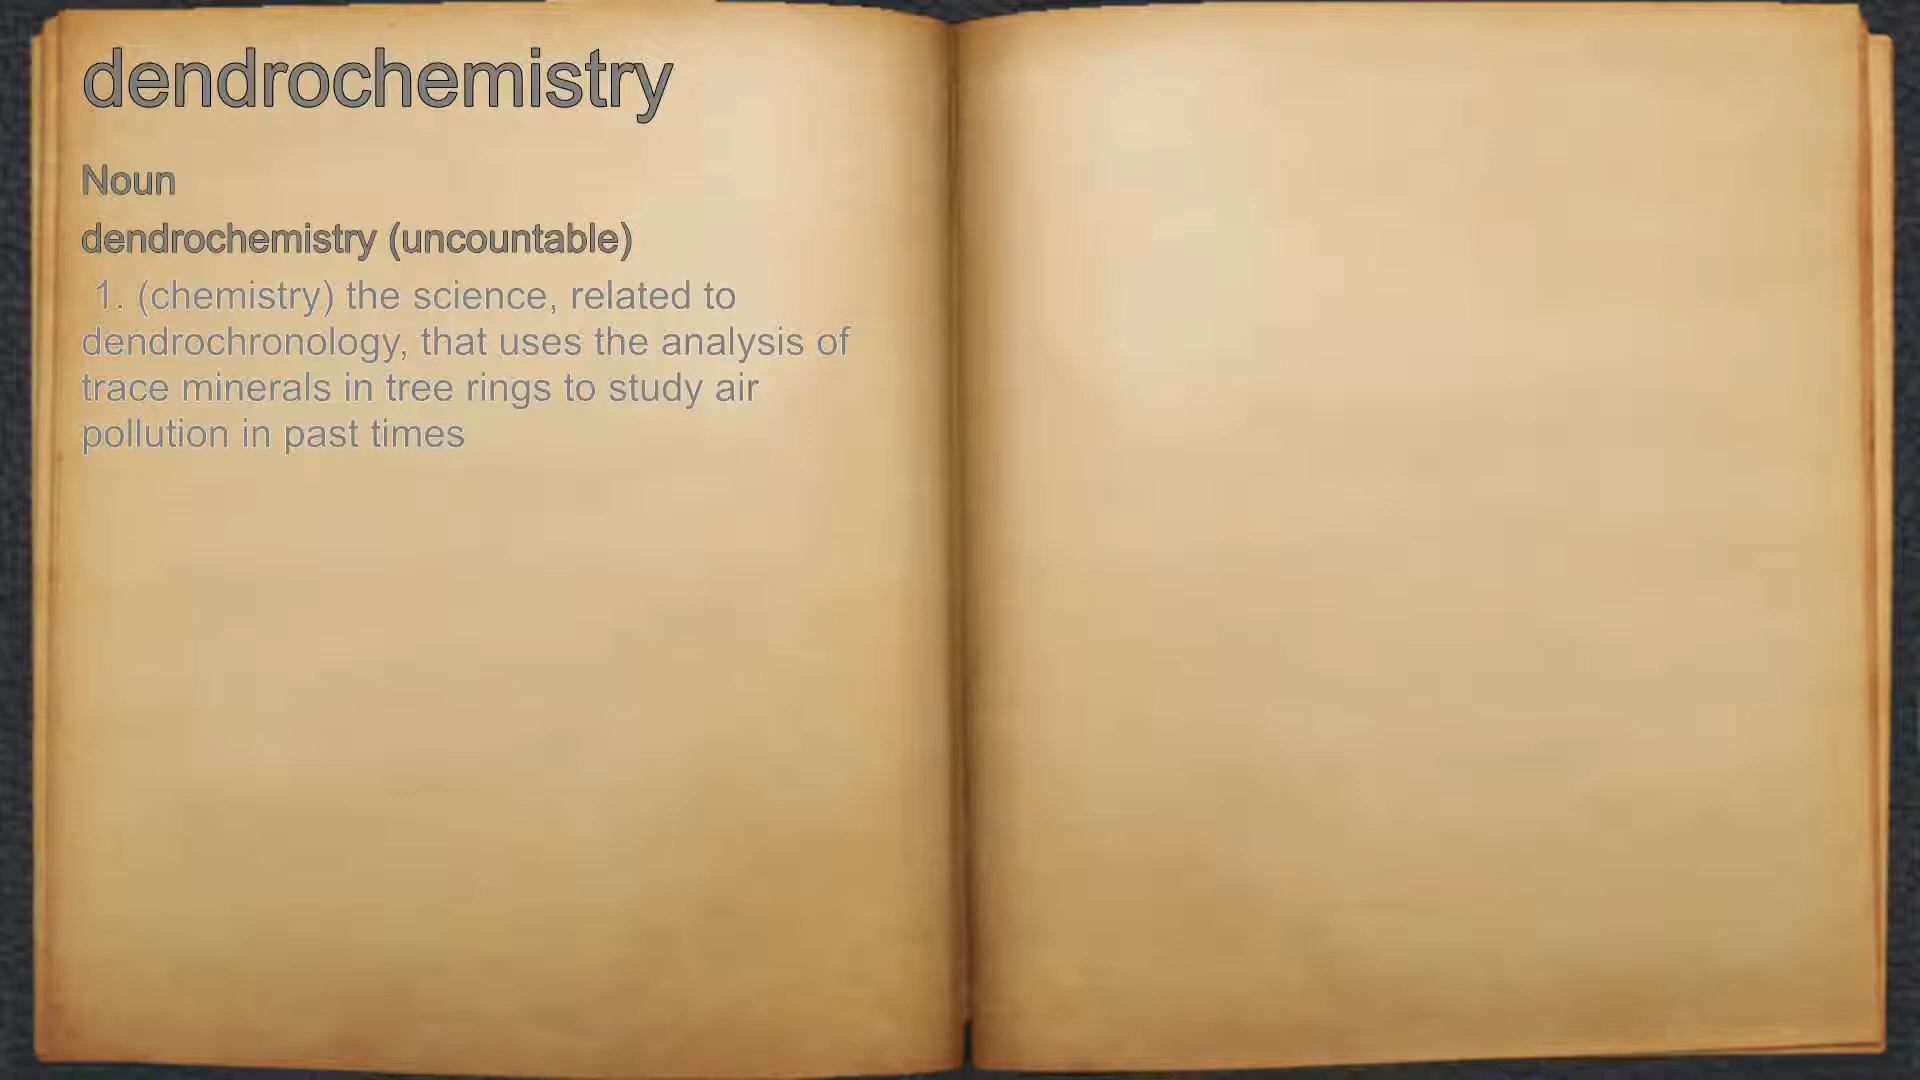 dendrochemistry
Noun
dendrochemistry (uncountable)
1. (chemistry) the science, related to
dendrochronology, that uses the analysis of
trace minerals in tree rings to study air
pollution in past times